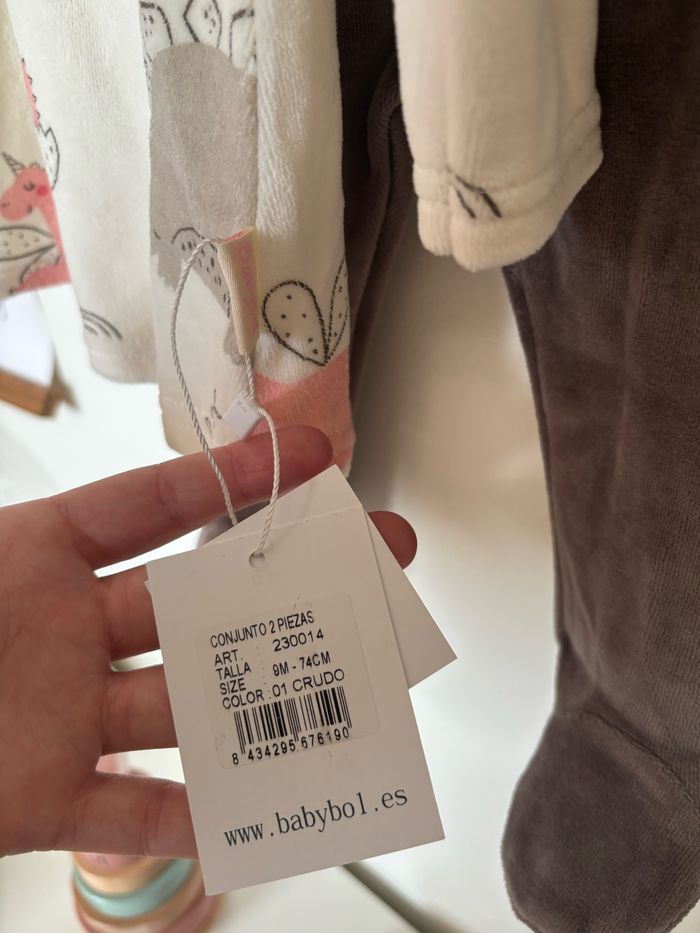 CONJUNTO 2 PIEZAS
ART. : 230014
TALLA
SIZE : 9M - 74CM
COLOR : 01 CRUDO
8 434295 676190
www.babybol.es